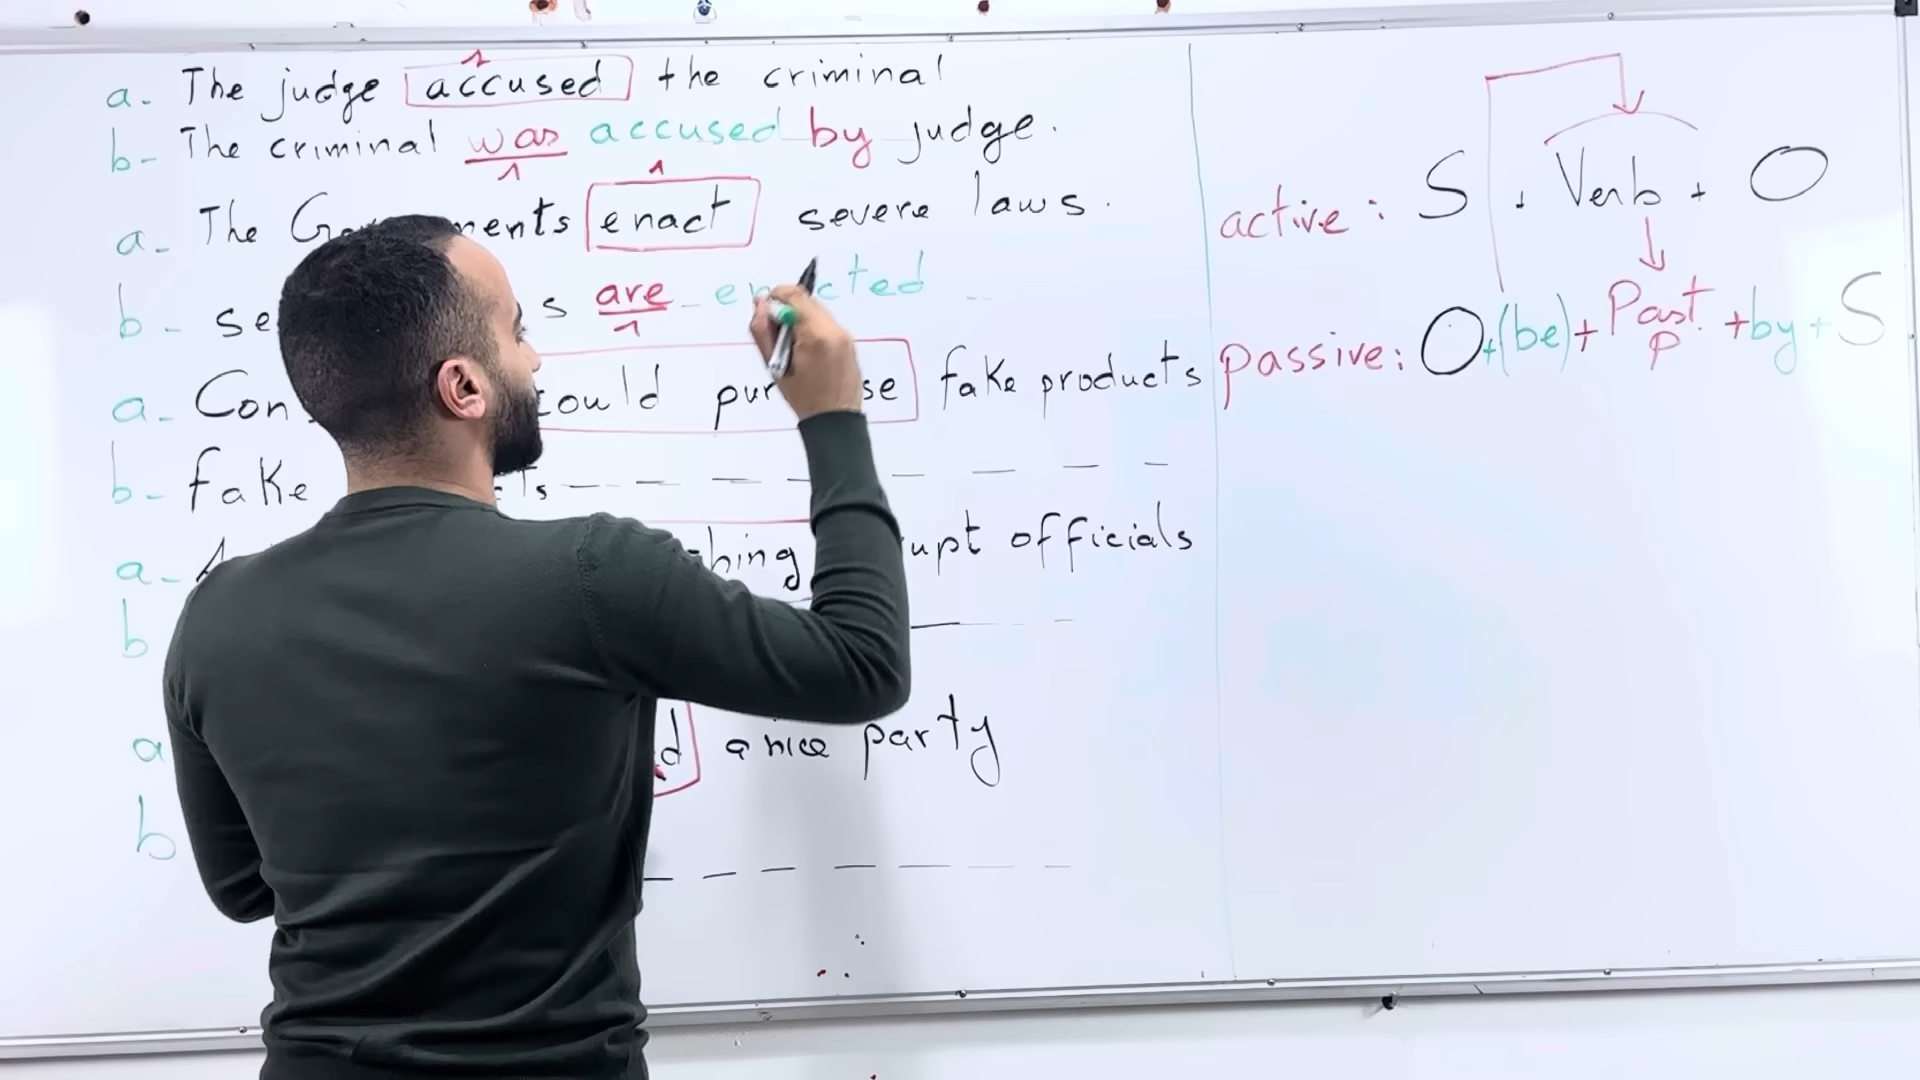 a- The judge accused the criminal
b- The criminal was accused by judge.
a- The enact severe laws.
b- are enacted
a- could fake products
b- fake
a- officials
b
a a nice party
b
active: S + Verb + O
passive: O+(be)+ Past P +by+ S